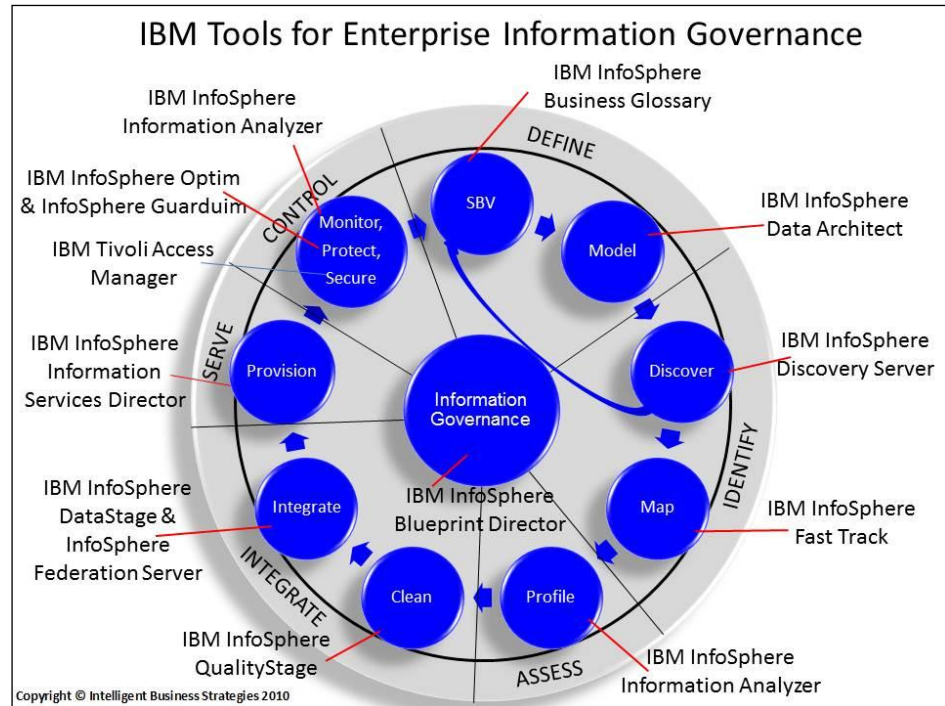 IBM Tools for Enterprise Information Governance
IBM InfoSphere
Business Glossary
IBM InfoSphere
Information Analyzer
DEFINE
IBM InfoSphere Optim
& InfoSphere Guarduim
CONTROL
SBV
Monitor,
Protect,
Secure
Model
IBM InfoSphere
Data Architect
IBM Tivoli Access
Manager
SERVE
IBM InfoSphere
Information
Services Director
Provision
Discover
IBM InfoSphere
Discovery Server
Information
Governance
IDENTIFY
IBM InfoSphere
Blueprint Director
IBM InfoSphere
DataStage &
InfoSphere
Federation Server
Integrate
Map
IBM InfoSphere
Fast Track
INTEGRATE
Clean
Profile
IBM InfoSphere
QualityStage
ASSESS
IBM InfoSphere
Information Analyzer
Copyright © Intelligent Business Strategies 2010